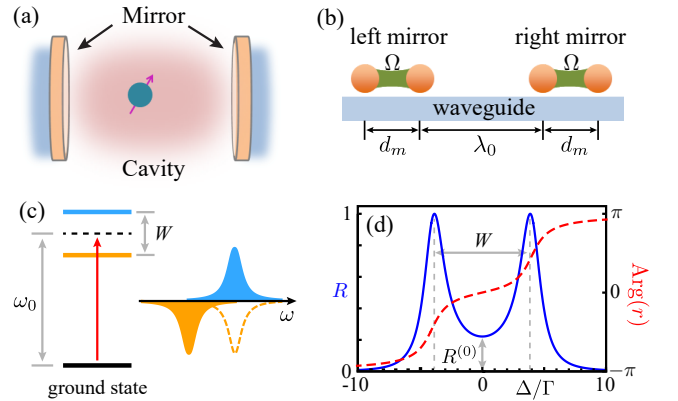 (a)
Mirror
Cavity
(b)
left mirror
right mirror
Ω
Ω
waveguide
d_m
λ_0
d_m
(c)
W
ω_0
ω
ground state
(d)
1
R
0
W
R^{(0)}
-10
0
Δ/Γ
10
π
0
-π
Arg(r)